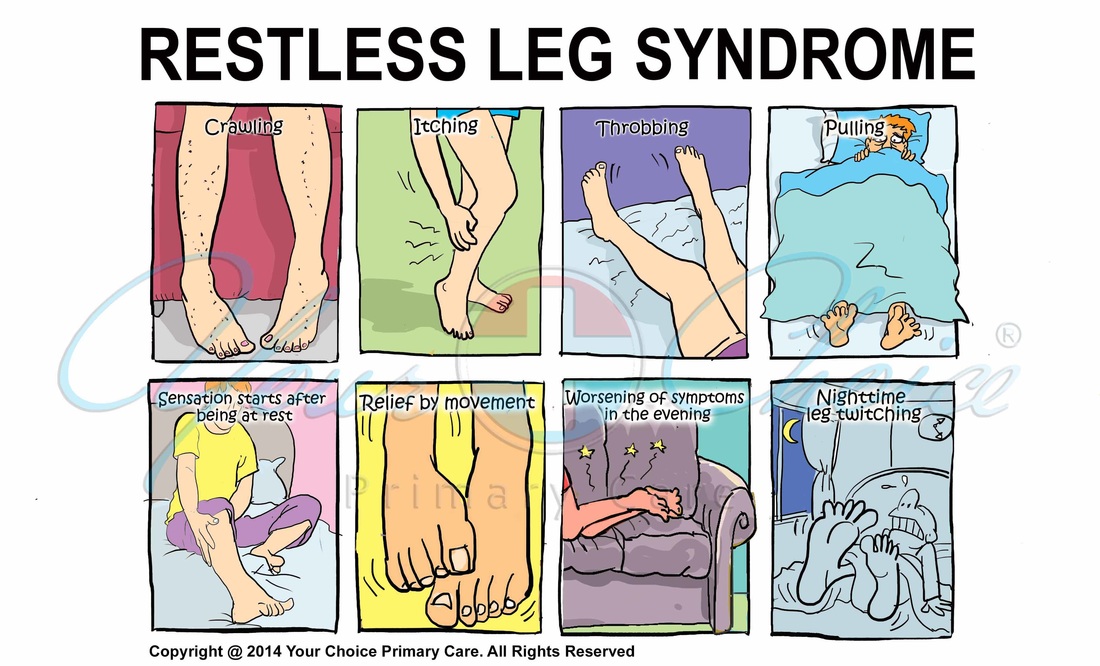 RESTLESS LEG SYNDROME
Crawling
Itching
Throbbing
Pulling
Sensation starts after
being at rest
Relief by movement
Worsening of symptoms
in the evening
Nighttime
leg twitching
Your Choice ®
Primary Care
Copyright @ 2014 Your Choice Primary Care. All Rights Reserved